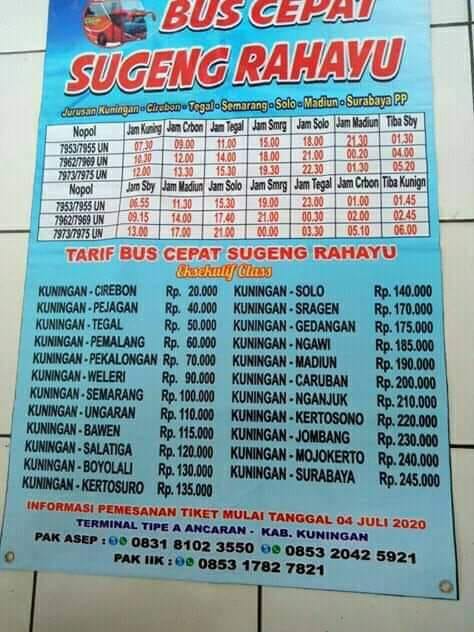 BUS CEPAT
SUGENG RAHAYU
Jurusan Kuningan - Cirebon - Tegal - Semarang - Solo - Madiun - Surabaya PP
Nopol Jam Kuning Jam Crbon Jam Tegal Jam Smrg Jam Solo Jam Madiun Tiba Sby
7953/7955 UN 07.30 09.00 11.00 15.00 18.00 21.30 01.30
7962/7969 UN 10.30 12.00 14.00 18.00 21.00 00.20 04.00
7973/7975 UN 12.00 13.30 15.30 19.30 22.30 01.30 05.20
Nopol Jam Sby Jam Madiun Jam Solo Jam Smrg Jam Tegal Jam Crbon Tiba Kunign
7953/7955 UN 06.55 11.30 15.30 19.00 23.00 01.00 01.45
7962/7969 UN 09.15 14.00 17.40 21.00 00.30 02.00 02.45
7973/7975 UN 13.00 17.00 21.00 00.00 03.30 05.10 06.00
TARIF BUS CEPAT SUGENG RAHAYU
Eksekutif Class
KUNINGAN - CIREBON Rp. 20.000
KUNINGAN - PEJAGAN Rp. 40.000
KUNINGAN - TEGAL Rp. 50.000
KUNINGAN - PEMALANG Rp. 60.000
KUNINGAN - PEKALONGAN Rp. 70.000
KUNINGAN - WELERI Rp. 90.000
KUNINGAN - SEMARANG Rp. 100.000
KUNINGAN - UNGARAN Rp. 110.000
KUNINGAN - BAWEN Rp. 115.000
KUNINGAN - SALATIGA Rp. 120.000
KUNINGAN - BOYOLALI Rp. 130.000
KUNINGAN - KERTOSURO Rp. 135.000
KUNINGAN - SOLO Rp. 140.000
KUNINGAN - SRAGEN Rp. 170.000
KUNINGAN - GEDANGAN Rp. 175.000
KUNINGAN - NGAWI Rp. 185.000
KUNINGAN - MADIUN Rp. 190.000
KUNINGAN - CARUBAN Rp. 200.000
KUNINGAN - NGANJUK Rp. 210.000
KUNINGAN - KERTOSONO Rp. 220.000
KUNINGAN - JOMBANG Rp. 230.000
KUNINGAN - MOJOKERTO Rp. 240.000
KUNINGAN - SURABAYA Rp. 245.000
INFORMASI PEMESANAN TIKET MULAI TANGGAL 04 JULI 2020
TERMINAL TIPE A ANCARAN - KAB. KUNINGAN
PAK ASEP : 0831 8102 3550 0853 2042 5921
PAK IIK : 0853 1782 7821